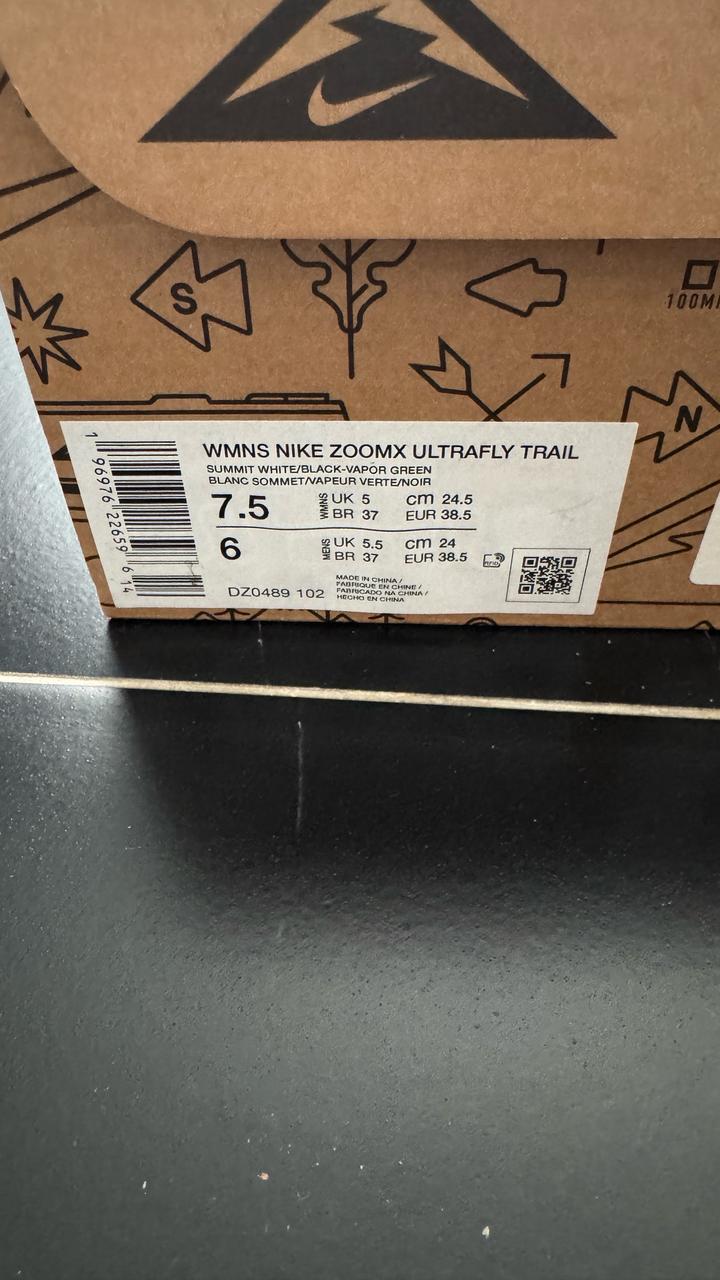 S
100M
N
WMNS NIKE ZOOMX ULTRAFLY TRAIL
SUMMIT WHITE/BLACK-VAPOR GREEN
BLANC SOMMET/VAPEUR VERTE/NOIR
7.5 WMNS UK 5 cm 24.5
BR 37 EUR 38.5
6 MENS UK 5.5 cm 24
BR 37 EUR 38.5
RFID
DZ0489 102
MADE IN CHINA /
FABRIQUE EN CHINE /
FABRICADO NA CHINA /
HECHO EN CHINA
1 96976 22659 6 14